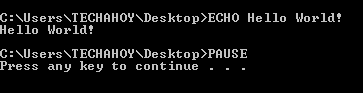 C:\Users\TECHAHOY\Desktop>ECHO Hello World!
Hello World!
C:\Users\TECHAHOY\Desktop>PAUSE
Press any key to continue . . .